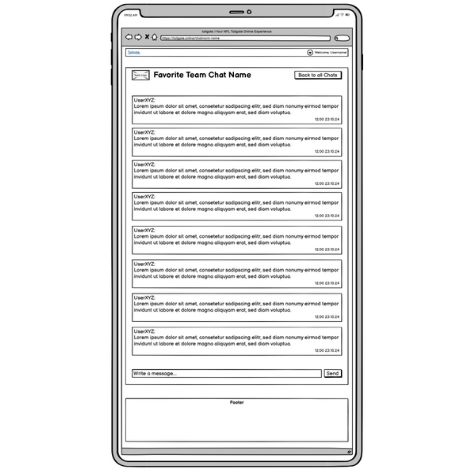 tailgate | Your NFL Tailgate Online Experience
Tailgate
Welcome, Username!
Favorite Team Chat Name
Back to all Chats
UserXYZ:
Lorem ipsum dolor sit amet, consetetur sadipscing elitr, sed diam nonumy eirmod tempor
invidunt ut labore et dolore magna aliquyam erat, sed diam voluptua.
12:00 23.10.24
UserXYZ:
Lorem ipsum dolor sit amet, consetetur sadipscing elitr, sed diam nonumy eirmod tempor
invidunt ut labore et dolore magna aliquyam erat, sed diam voluptua.
12:00 23.10.24
UserXYZ:
Lorem ipsum dolor sit amet, consetetur sadipscing elitr, sed diam nonumy eirmod tempor
invidunt ut labore et dolore magna aliquyam erat, sed diam voluptua.
12:00 23.10.24
UserXYZ:
Lorem ipsum dolor sit amet, consetetur sadipscing elitr, sed diam nonumy eirmod tempor
invidunt ut labore et dolore magna aliquyam erat, sed diam voluptua.
12:00 23.10.24
UserXYZ:
Lorem ipsum dolor sit amet, consetetur sadipscing elitr, sed diam nonumy eirmod tempor
invidunt ut labore et dolore magna aliquyam erat, sed diam voluptua.
12:00 23.10.24
UserXYZ:
Lorem ipsum dolor sit amet, consetetur sadipscing elitr, sed diam nonumy eirmod tempor
invidunt ut labore et dolore magna aliquyam erat, sed diam voluptua.
12:00 23.10.24
UserXYZ:
Lorem ipsum dolor sit amet, consetetur sadipscing elitr, sed diam nonumy eirmod tempor
invidunt ut labore et dolore magna aliquyam erat, sed diam voluptua.
12:00 23.10.24
UserXYZ:
Lorem ipsum dolor sit amet, consetetur sadipscing elitr, sed diam nonumy eirmod tempor
invidunt ut labore et dolore magna aliquyam erat, sed diam voluptua.
12:00 23.10.24
Write a message...
Send
Footer